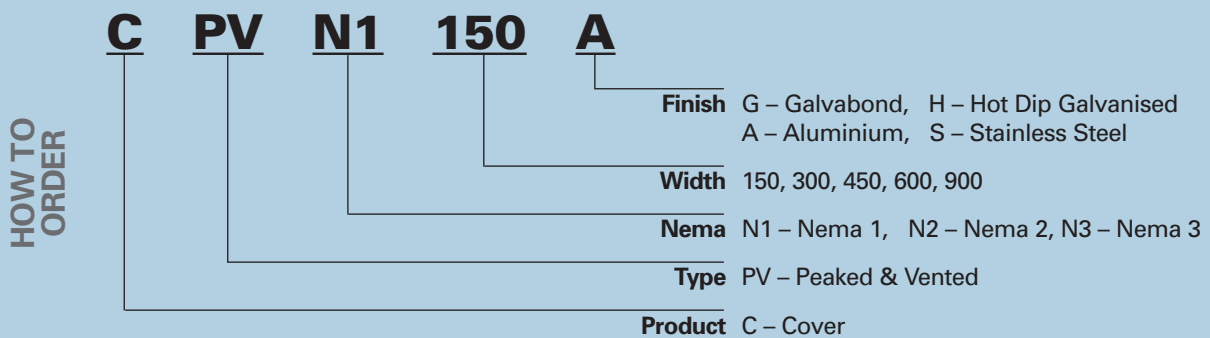 HOW TO
ORDER
C PV N1 150 A
Finish G – Galvabond, H – Hot Dip Galvanised
A – Aluminium, S – Stainless Steel
Width 150, 300, 450, 600, 900
Nema N1 – Nema 1, N2 – Nema 2, N3 – Nema 3
Type PV – Peaked & Vented
Product C – Cover